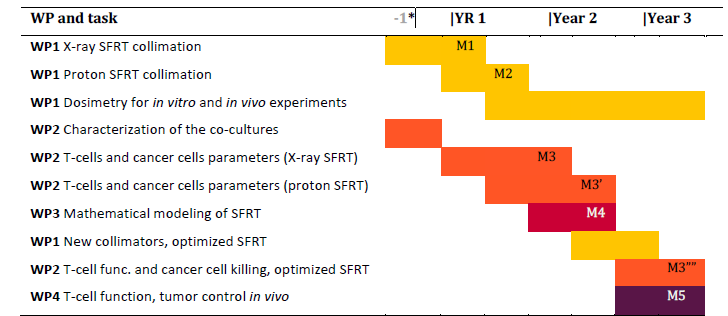 WP and task -1* |YR 1 |Year 2 |Year 3
WP1 X-ray SFRT collimation M1
WP1 Proton SFRT collimation M2
WP1 Dosimetry for in vitro and in vivo experiments
WP2 Characterization of the co-cultures
WP2 T-cells and cancer cells parameters (X-ray SFRT) M3
WP2 T-cells and cancer cells parameters (proton SFRT) M3'
WP3 Mathematical modeling of SFRT M4
WP1 New collimators, optimized SFRT
WP2 T-cell func. and cancer cell killing, optimized SFRT M3""
WP4 T-cell function, tumor control in vivo M5